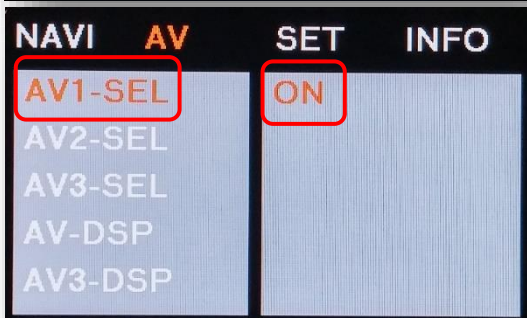 NAVI AV SET INFO
AV1-SEL ON
AV2-SEL
AV3-SEL
AV-DSP
AV3-DSP